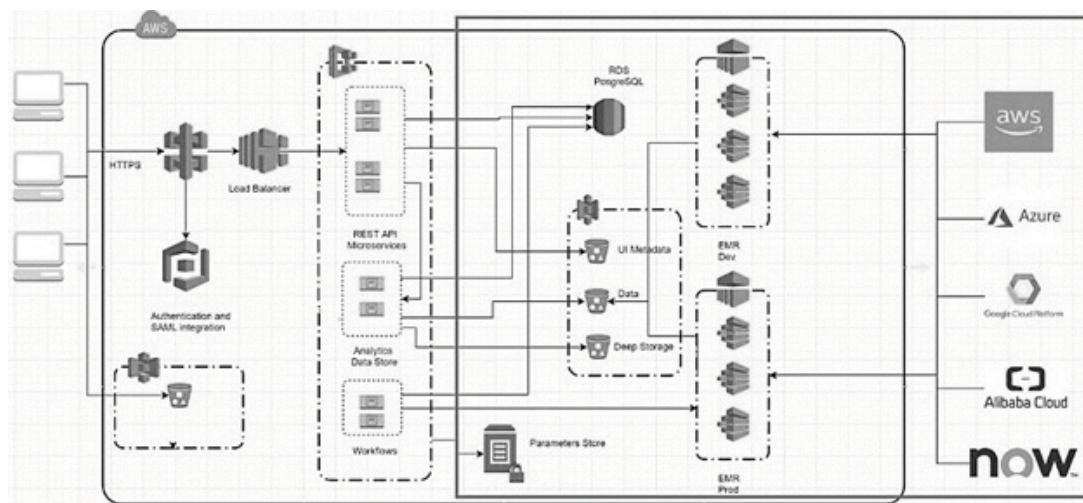 AWS
HTTPS
Load Balancer
Authentication and
SAML integration
REST API
Microservices
Analytics
Data Store
Workflows
RDS
PosgreSQL
UI Metadata
Data
Deep Storage
Parameters Store
EMR
Dev
EMR
Prod
aws
Azure
Google Cloud Platform
Alibaba Cloud
now